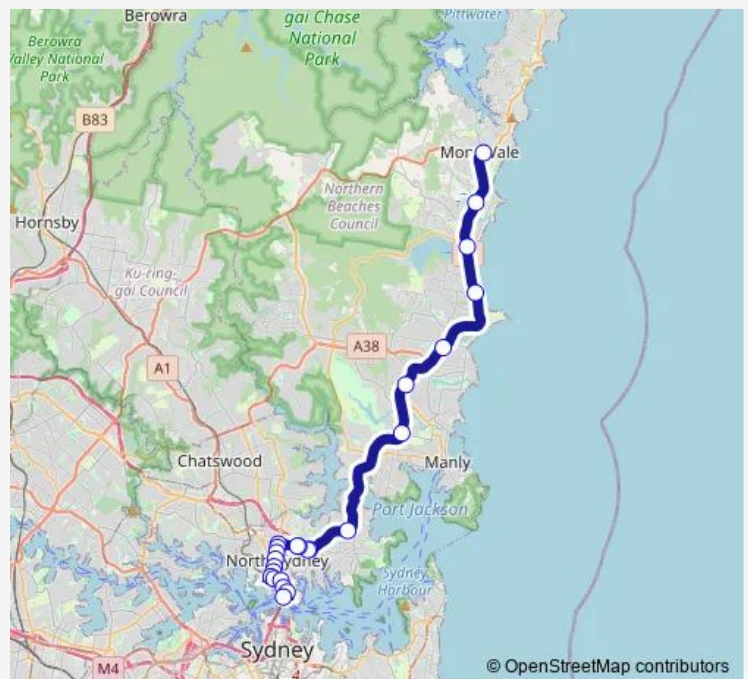 Berowra
gai Chase
National
Park
Pittwater
Berowra
Valley National
Park
B83
Mona Vale
Northern
Beaches
Council
Hornsby
Ku-ring-
gai Council
A38
A1
Chatswood
Manly
Port Jackson
North Sydney
Sydney
Harbour
Sydney
M4
© OpenStreetMap contributors